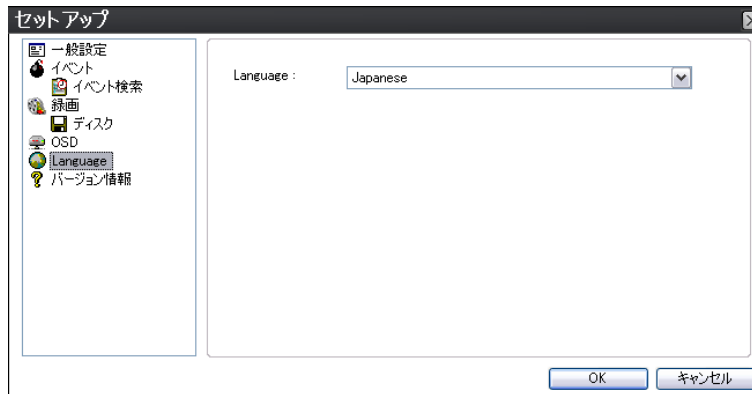 セットアップ
一般設定
イベント
イベント検索
録画
ディスク
OSD
Language
バージョン情報
Language :
Japanese
OK
キャンセル